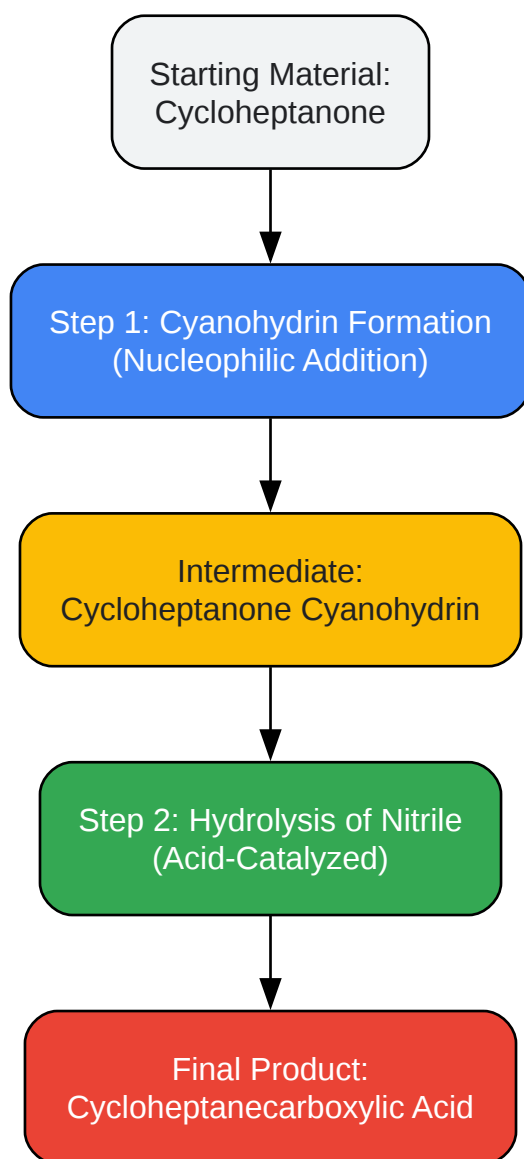 Starting Material:
Cycloheptanone
Step 1: Cyanohydrin Formation
(Nucleophilic Addition)
Intermediate:
Cycloheptanone Cyanohydrin
Step 2: Hydrolysis of Nitrile
(Acid-Catalyzed)
Final Product:
Cycloheptanecarboxylic Acid